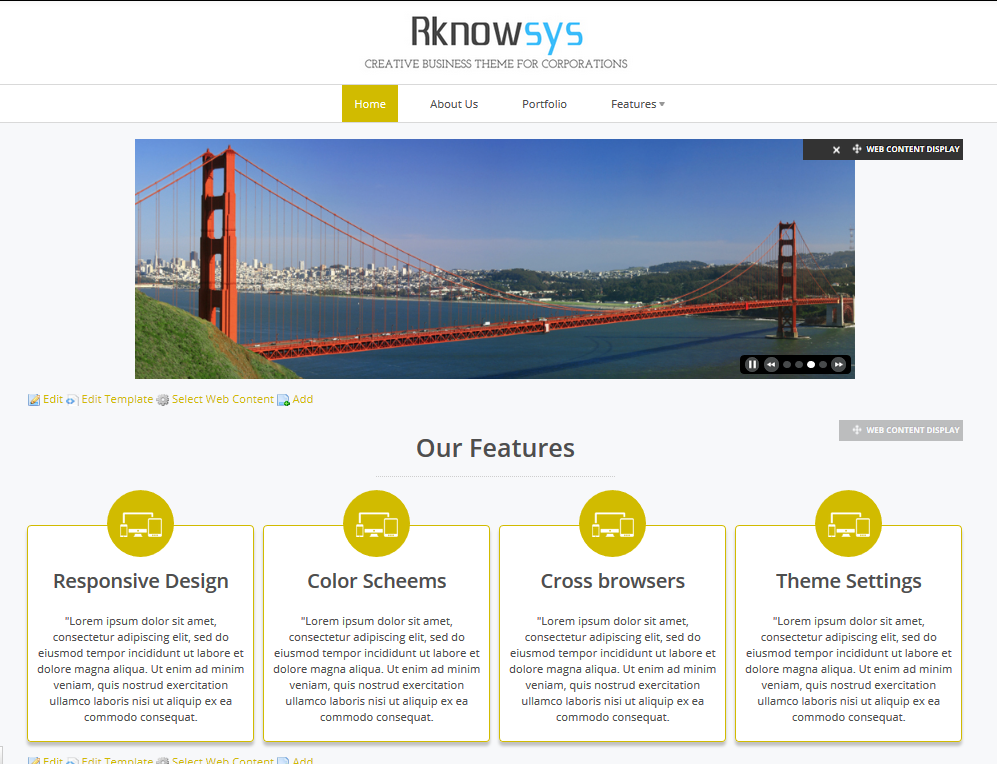 Rknowsys
CREATIVE BUSINESS THEME FOR CORPORATIONS
Home About Us Portfolio Features
WEB CONTENT DISPLAY
Edit Edit Template Select Web Content Add
WEB CONTENT DISPLAY
Our Features
Responsive Design
"Lorem ipsum dolor sit amet,
consectetur adipiscing elit, sed do
eiusmod tempor incididunt ut labore et
dolore magna aliqua. Ut enim ad minim
veniam, quis nostrud exercitation
ullamco laboris nisi ut aliquip ex ea
commodo consequat.
Color Scheems
"Lorem ipsum dolor sit amet,
consectetur adipiscing elit, sed do
eiusmod tempor incididunt ut labore et
dolore magna aliqua. Ut enim ad minim
veniam, quis nostrud exercitation
ullamco laboris nisi ut aliquip ex ea
commodo consequat.
Cross browsers
"Lorem ipsum dolor sit amet,
consectetur adipiscing elit, sed do
eiusmod tempor incididunt ut labore et
dolore magna aliqua. Ut enim ad minim
veniam, quis nostrud exercitation
ullamco laboris nisi ut aliquip ex ea
commodo consequat.
Theme Settings
"Lorem ipsum dolor sit amet,
consectetur adipiscing elit, sed do
eiusmod tempor incididunt ut labore et
dolore magna aliqua. Ut enim ad minim
veniam, quis nostrud exercitation
ullamco laboris nisi ut aliquip ex ea
commodo consequat.
Edit Edit Template Select Web Content Add